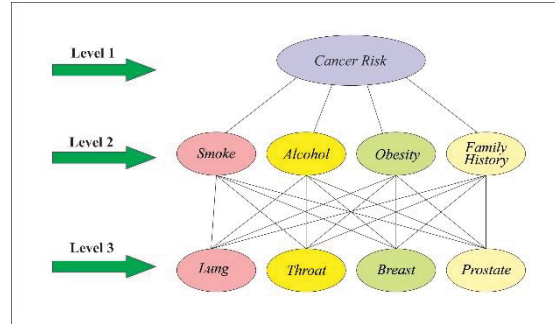 Level 1
Cancer Risk
Level 2
Smoke
Alcohol
Obesity
Family
History
Level 3
Lung
Throat
Breast
Prostate